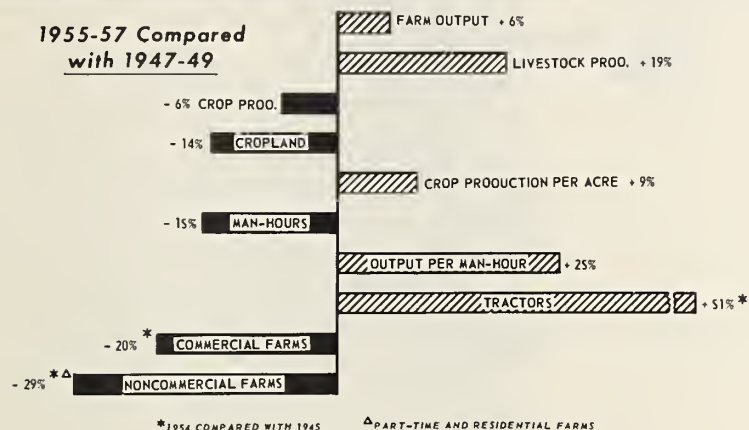 1955-57 Compared
with 1947-49
FARM OUTPUT + 6%
LIVESTOCK PROD. + 19%
- 6% CROP PROD.
- 14% CROPLAND
CROP PRODUCTION PER ACRE + 9%
- 15% MAN-HOURS
OUTPUT PER MAN-HOUR + 25%
TRACTORS + 51% *
- 20% * COMMERCIAL FARMS
- 29% * Δ NONCOMMERCIAL FARMS
*1954 COMPARED WITH 1945 ΔPART-TIME AND RESIDENTIAL FARMS